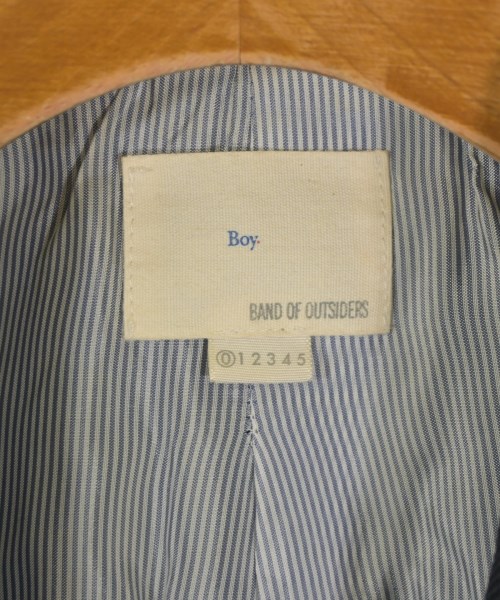 Boy.
BAND OF OUTSIDERS
⓪12345